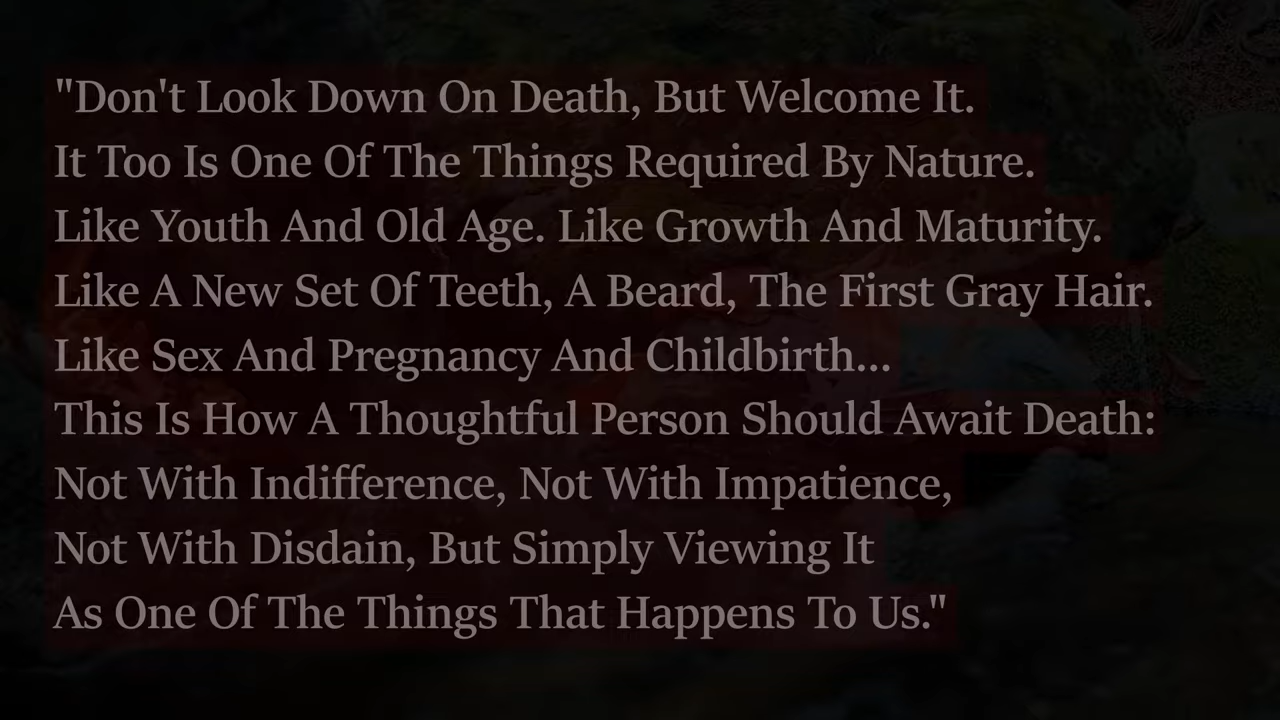 "Don't Look Down On Death, But Welcome It.
It Too Is One Of The Things Required By Nature.
Like Youth And Old Age. Like Growth And Maturity.
Like A New Set Of Teeth, A Beard, The First Gray Hair.
Like Sex And Pregnancy And Childbirth...
This Is How A Thoughtful Person Should Await Death:
Not With Indifference, Not With Impatience,
Not With Disdain, But Simply Viewing It
As One Of The Things That Happens To Us."